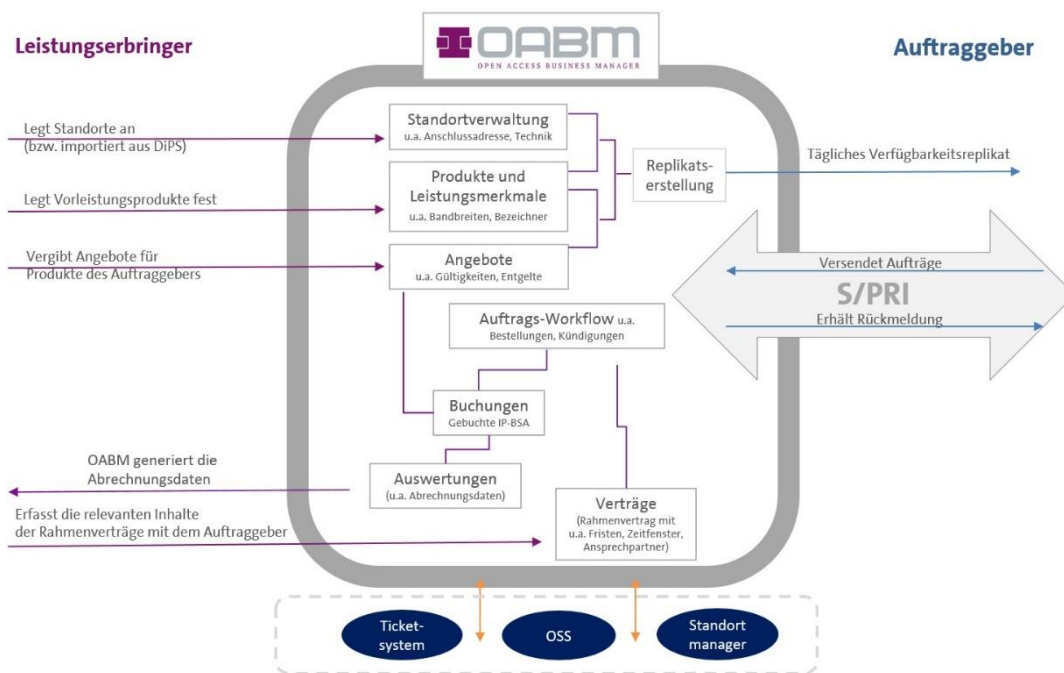 Leistungserbringer
OABM
OPEN ACCESS BUSINESS MANAGER
Auftraggeber
Legt Standorte an
(bzw. importiert aus DiPS)
Standortverwaltung
u.a. Anschlussadresse, Technik
Legt Vorleistungsprodukte fest
Produkte und
Leistungsmerkmale
u.a. Bandbreiten, Bezeichner
Replikats-
erstellung
Tägliches Verfügbarkeitsreplikat
Vergibt Angebote für
Produkte des Auftraggebers
Angebote
u.a. Gültigkeiten, Entgelte
Versendet Aufträge
S/PRI
Erhält Rückmeldung
Auftrags-Workflow u.a.
Bestellungen, Kündigungen
Buchungen
Gebuchte IP-BSA
OABM generiert die
Abrechnungsdaten
Auswertungen
(u.a. Abrechnungsdaten)
Erfasst die relevanten Inhalte
der Rahmenverträge mit dem Auftraggeber
Verträge
(Rahmenvertrag mit
u.a. Fristen, Zeitfenster,
Ansprechpartner)
Ticket-
system
OSS
Standort
manager